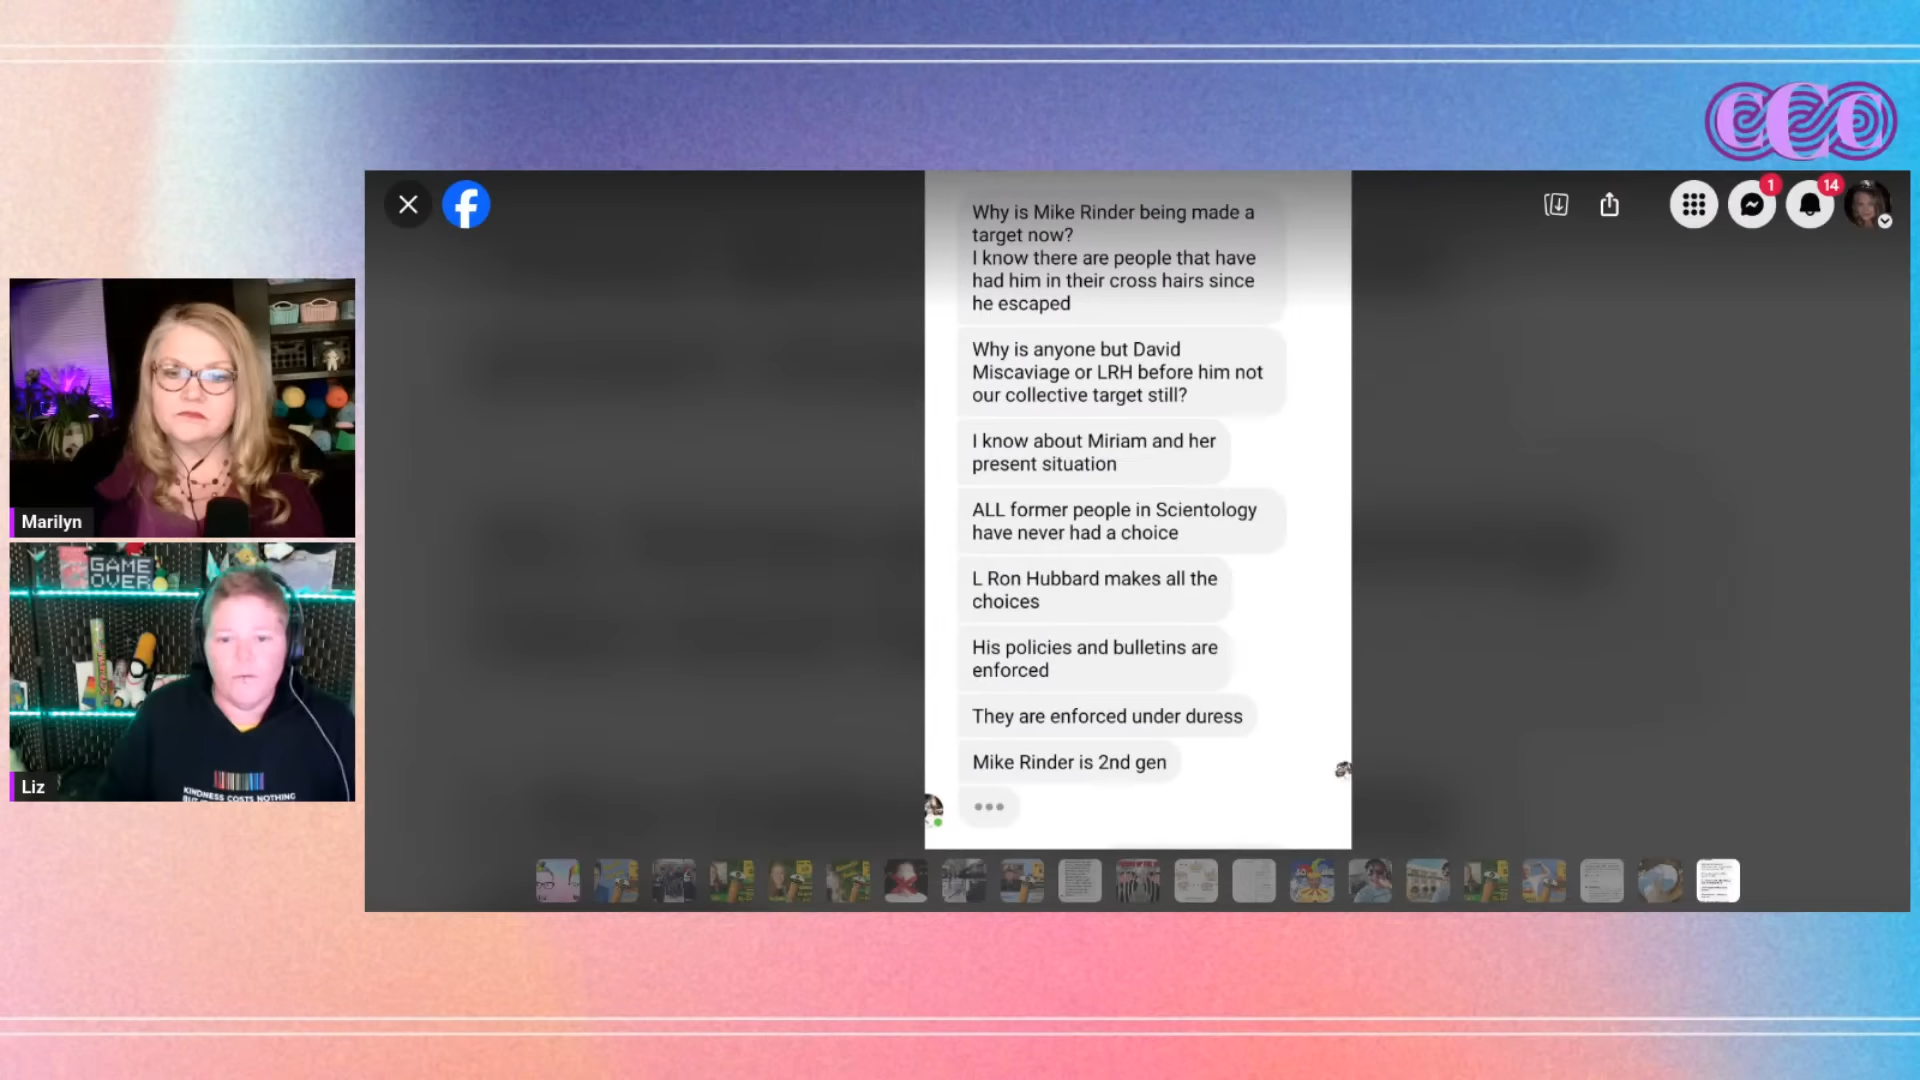 CCC
1
14
Why is Mike Rinder being made a
target now?
I know there are people that have
had him in their cross hairs since
he escaped
Why is anyone but David
Miscaviage or LRH before him not
our collective target still?
I know about Miriam and her
present situation
ALL former people in Scientology
have never had a choice
L Ron Hubbard makes all the
choices
His policies and bulletins are
enforced
They are enforced under duress
Mike Rinder is 2nd gen
Marilyn
GAME
OVER
KINDNESS COSTS NOTHING
Liz